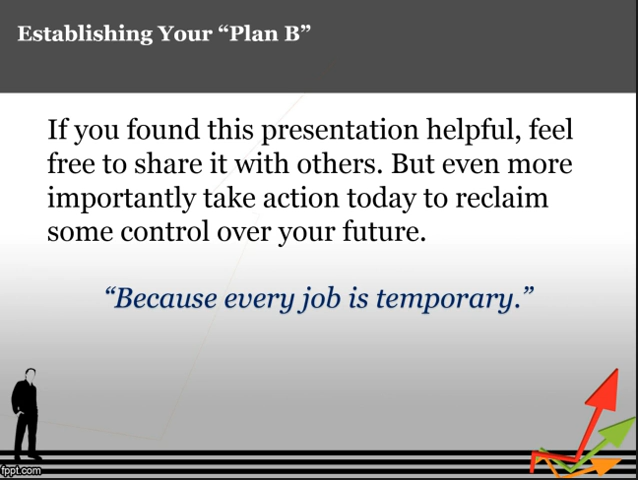 Establishing Your “Plan B”
If you found this presentation helpful, feel
free to share it with others. But even more
importantly take action today to reclaim
some control over your future.
“Because every job is temporary.”
fppt.com